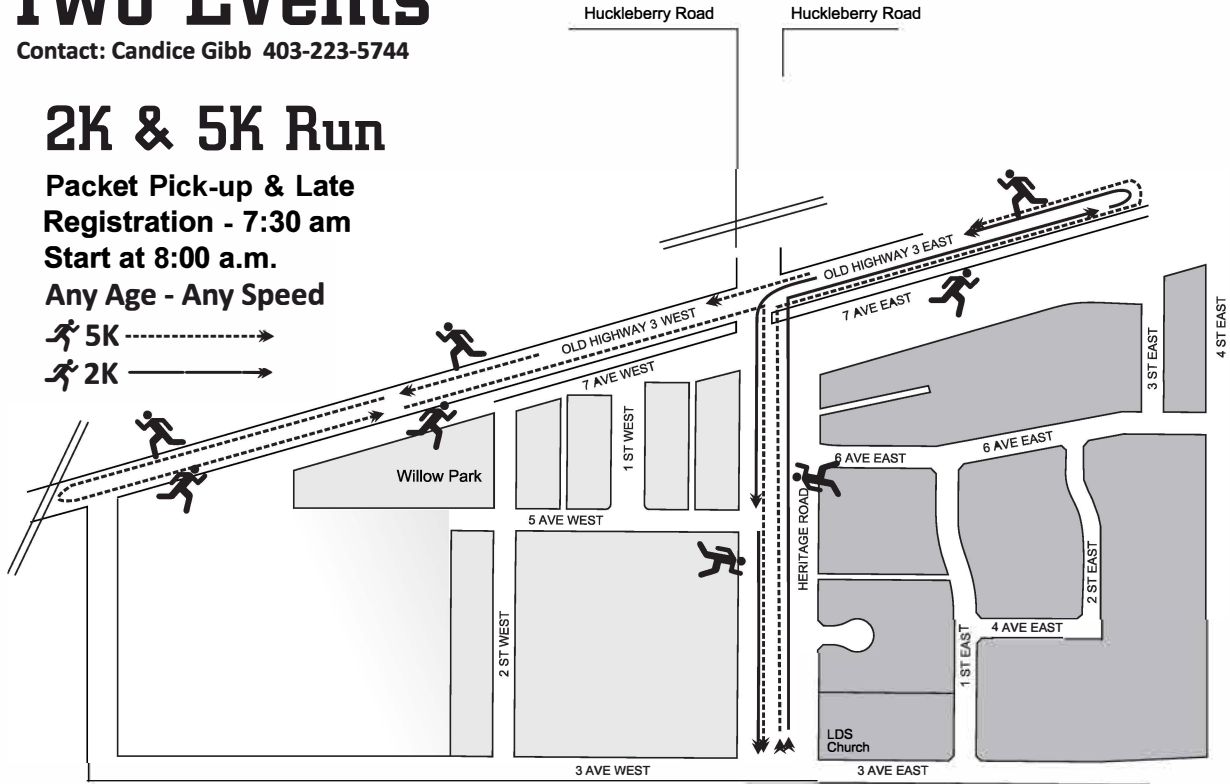 Two Events
Contact: Candice Gibb 403-223-5744
2K & 5K Run
Packet Pick-up & Late
Registration - 7:30 am
Start at 8:00 a.m.
Any Age - Any Speed
5K
2K
Huckleberry Road
Huckleberry Road
OLD HIGHWAY 3 EAST
7 AVE EAST
OLD HIGHWAY 3 WEST
7 AVE WEST
3 ST EAST
4 ST EAST
1 ST WEST
Willow Park
6 AVE EAST
6 AVE EAST
5 AVE WEST
HERITAGE ROAD
2 ST EAST
2 ST WEST
4 AVE EAST
1 ST EAST
LDS
Church
3 AVE WEST
3 AVE EAST